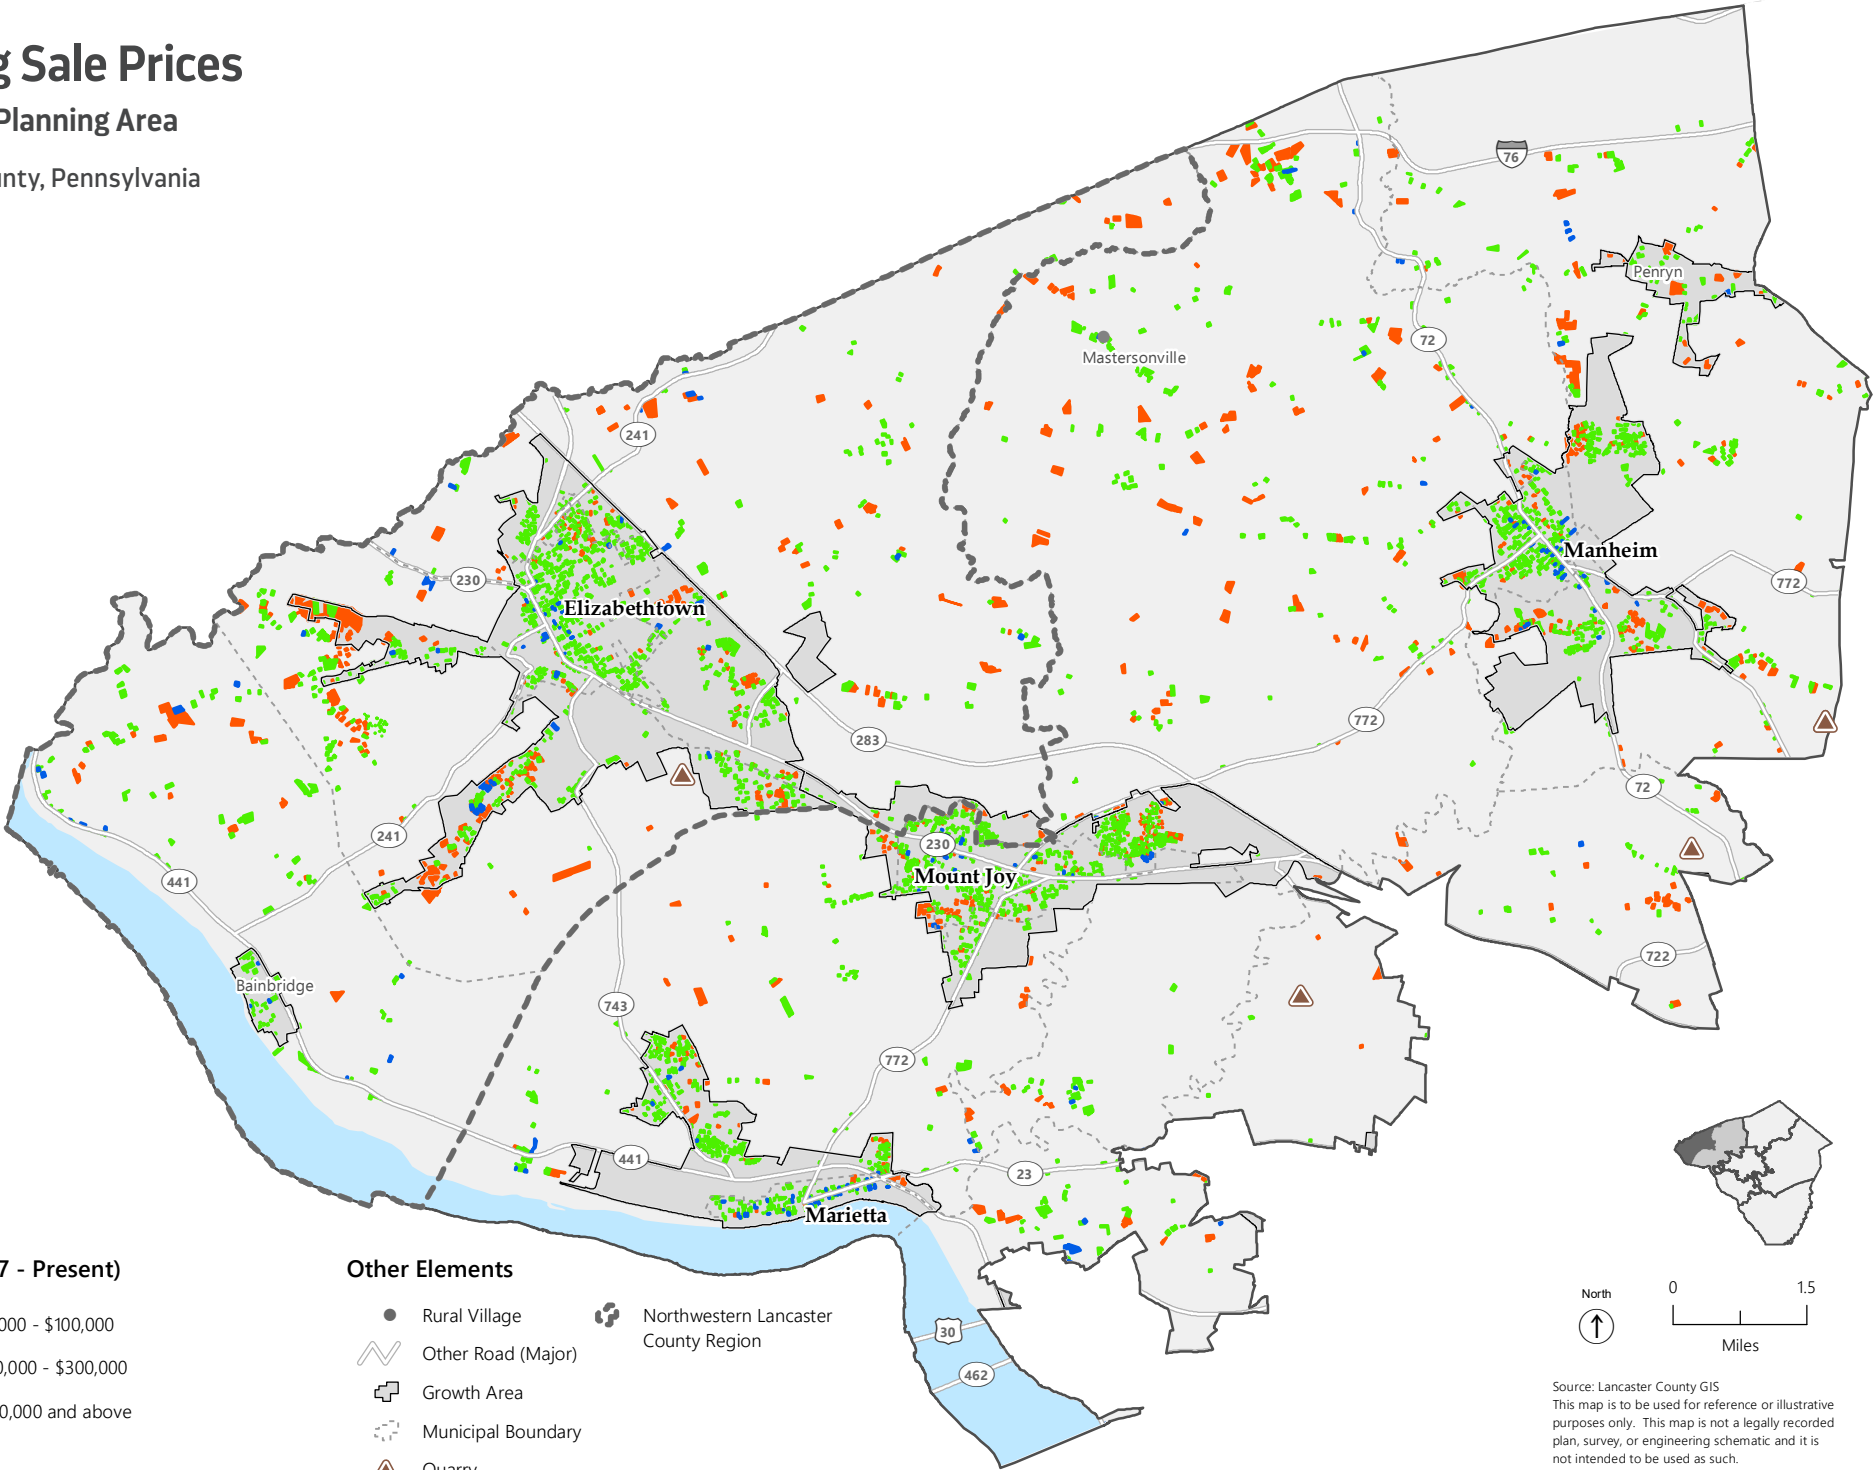 Sale Prices
Planning Area
unty, Pennsylvania
76
Penryn
Mastersonville
72
241
Manheim
230
772
Elizabethtown
772
283
72
241
230
Mount Joy
441
722
Bainbridge
743
772
441
23
Marietta
7 - Present)
000 - $100,000
0,000 - $300,000
0,000 and above
Other Elements
Rural Village
Other Road (Major)
Growth Area
Municipal Boundary
Quarry
Northwestern Lancaster
County Region
30
462
North
0 1.5
Miles
Source: Lancaster County GIS
This map is to be used for reference or illustrative
purposes only. This map is not a legally recorded
plan, survey, or engineering schematic and it is
not intended to be used as such.